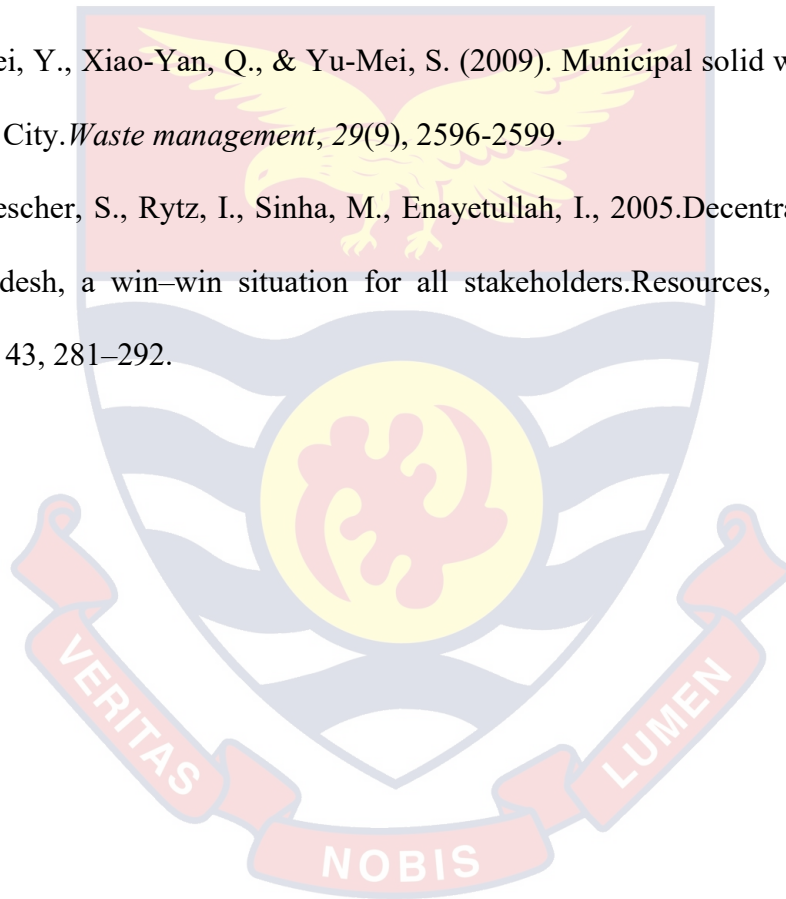 ei, Y., Xiao-Yan, Q., & Yu-Mei, S. (2009). Municipal solid w
City.Waste management, 29(9), 2596-2599.
escher, S., Rytz, I., Sinha, M., Enayetullah, I., 2005.Decentra
desh, a win–win situation for all stakeholders.Resources,
43, 281–292.
VERITAS
NOBIS
LUMEN